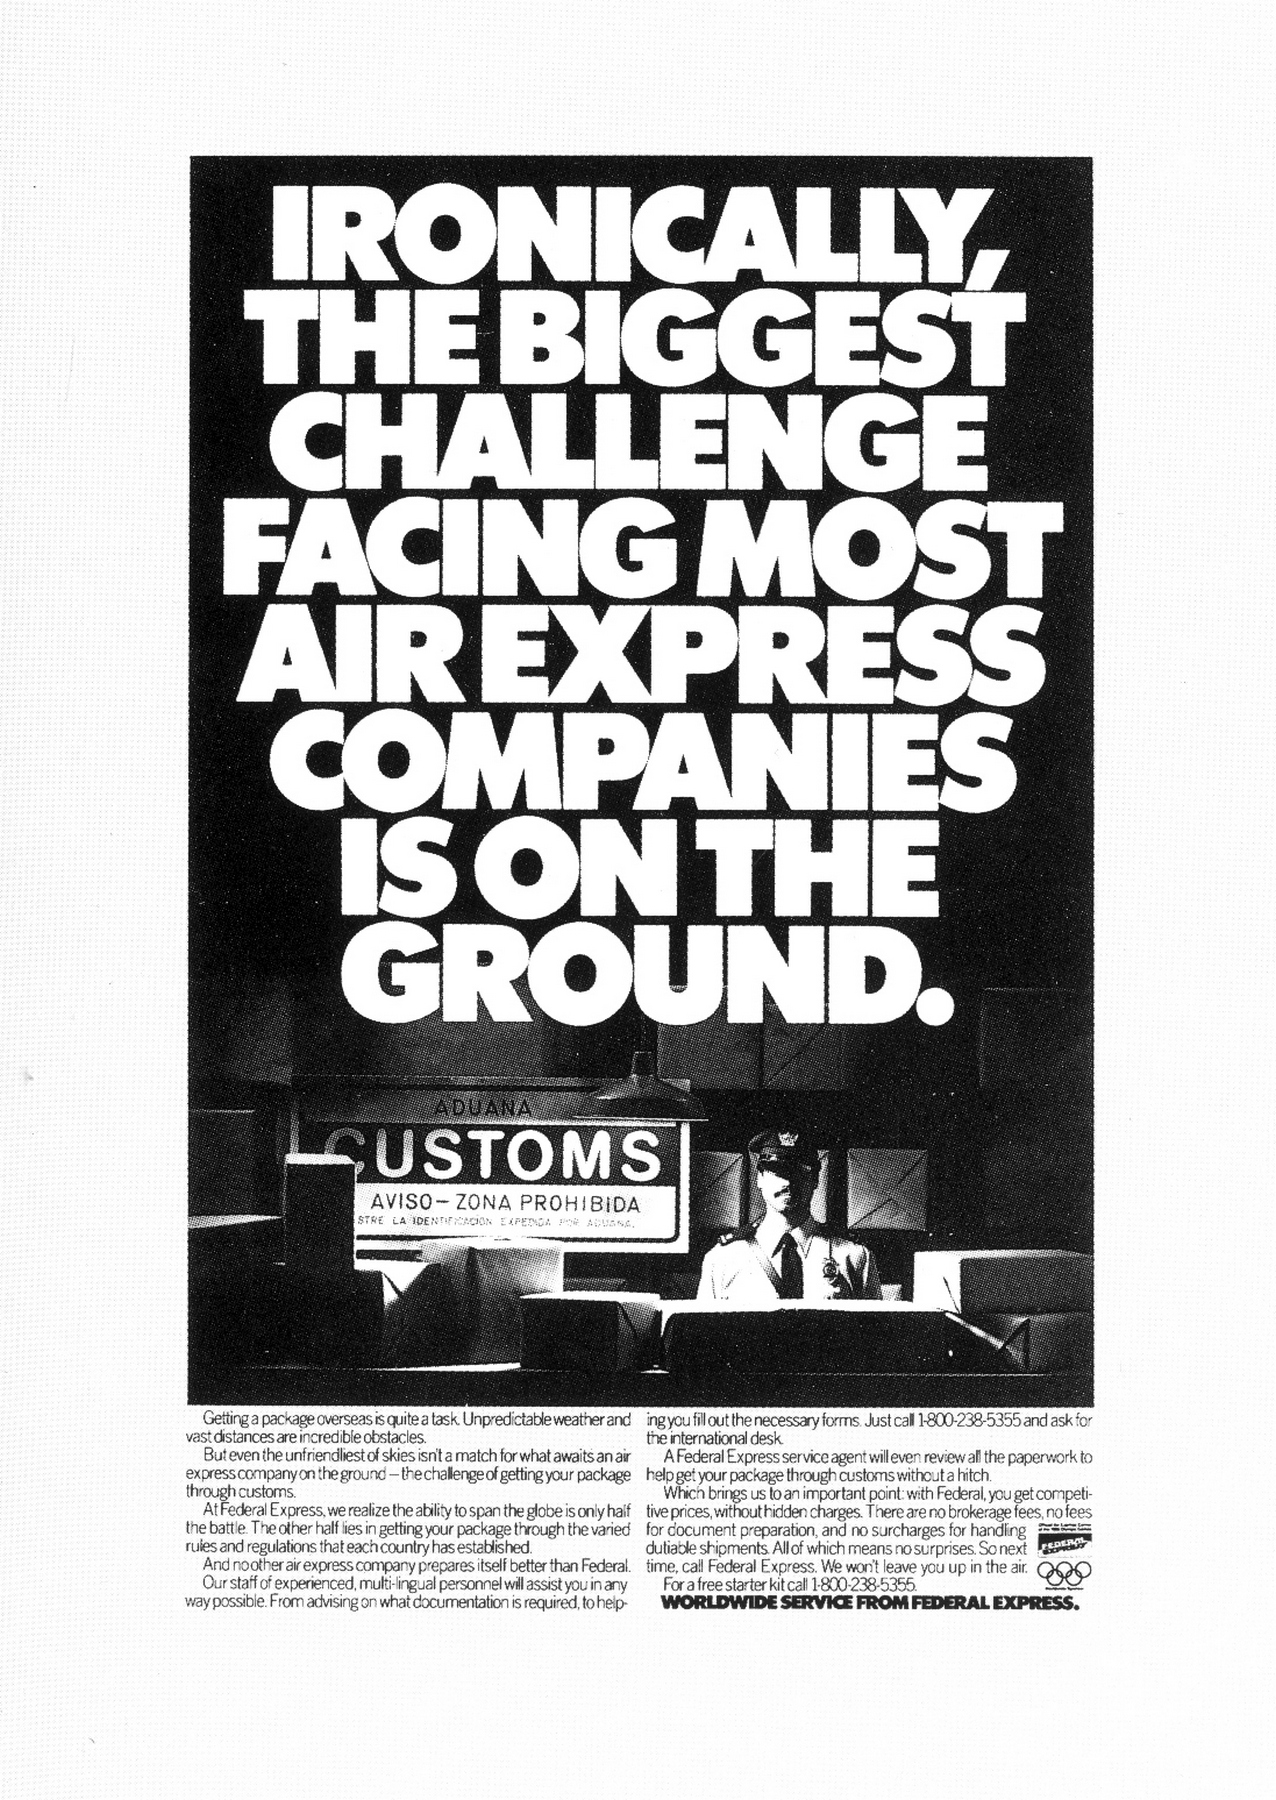 IRONICALLY,
THE BIGGEST
CHALLENGE
FACING MOST
AIR EXPRESS
COMPANIES
IS ON THE
GROUND.
ADUANA
CUSTOMS
AVISO—ZONA PROHIBIDA
STRE LA IDENTIFICACION EXPEDIDA POR ADUANA.
Getting a package overseas is quite a task. Unpredictable weather and
vast distances are incredible obstacles.
But even the unfriendliest of skies isn't a match for what awaits an air
express company on the ground — the challenge of getting your package
through customs.
At Federal Express, we realize the ability to span the globe is only half
the battle. The other half lies in getting your package through the varied
rules and regulations that each country has established.
And no other air express company prepares itself better than Federal.
Our staff of experienced, multi-lingual personnel will assist you in any
way possible. From advising on what documentation is required, to help-
ing you fill out the necessary forms. Just call 1-800-238-5355 and ask for
the international desk.
A Federal Express service agent will even review all the paperwork to
help get your package through customs without a hitch.
Which brings us to an important point: with Federal, you get competi-
tive prices, without hidden charges. There are no brokerage fees, no fees
for document preparation, and no surcharges for handling
dutiable shipments. All of which means no surprises. So next
time, call Federal Express. We won't leave you up in the air.
For a free starter kit call 1-800-238-5355.
WORLDWIDE SERVICE FROM FEDERAL EXPRESS.
FEDERAL
EXPRESS